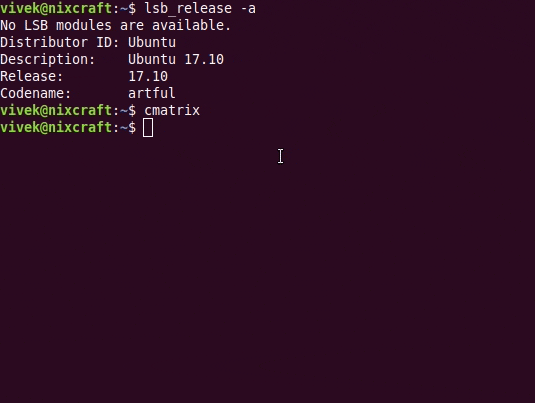 vivek@nixcraft:~$ lsb_release -a
No LSB modules are available.
Distributor ID: Ubuntu
Description:    Ubuntu 17.10
Release:        17.10
Codename:       artful
vivek@nixcraft:~$ cmatrix
vivek@nixcraft:~$